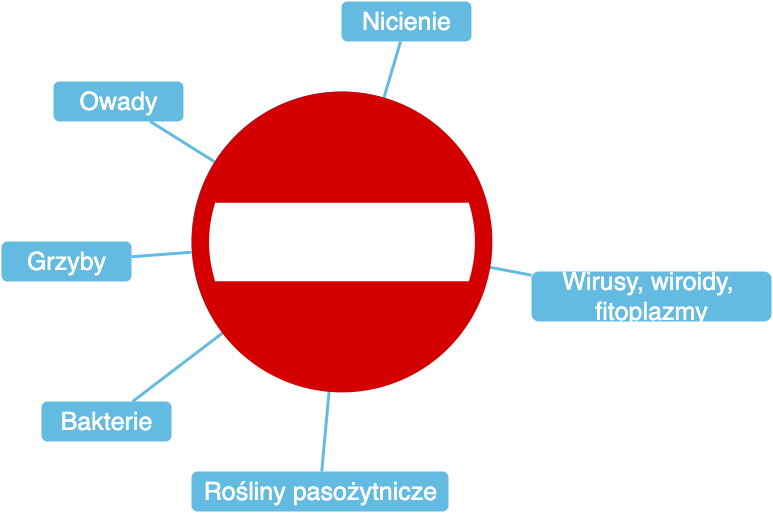 Nicienie
Owady
Grzyby
Wirusy, wiroidy,
fitoplazmy
Bakterie
Rośliny pasożytnicze